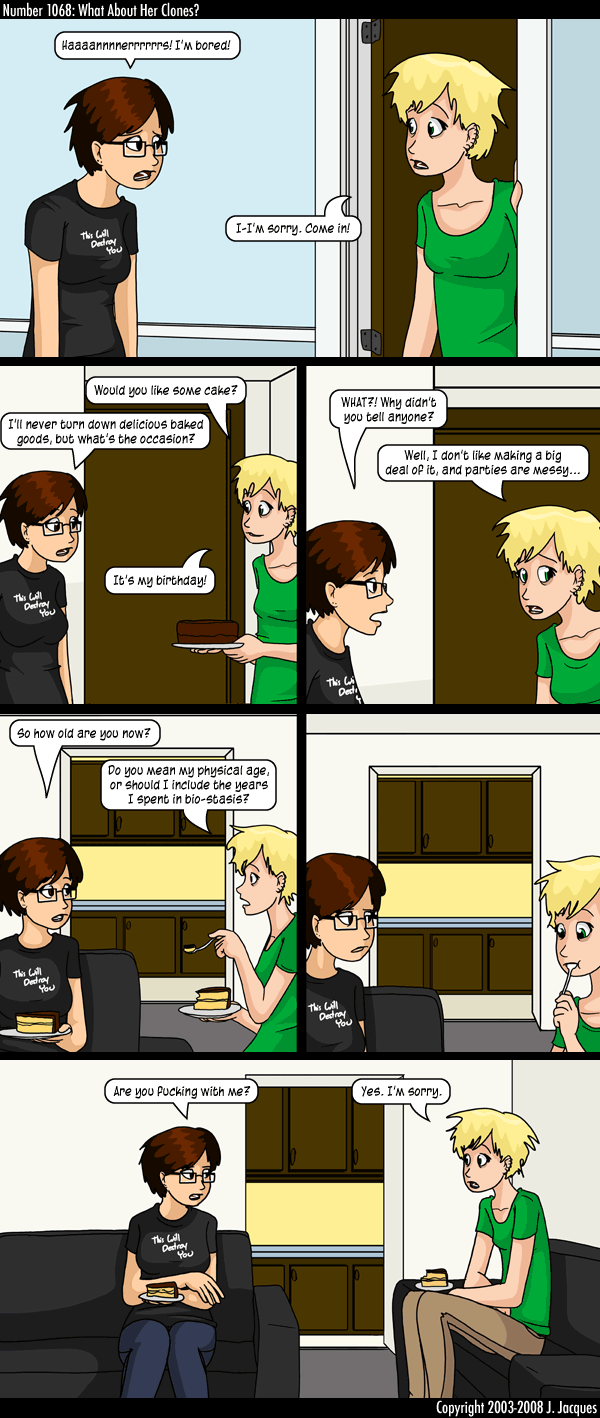 Number 1068: What About Her Clones?
Haaaannnnerrrrrrs! I'm bored!
This Will
Destroy
You
I-I'm sorry. Come in!
Would you like some cake?
I'll never turn down delicious baked
goods, but what's the occasion?
This Will
Destroy
You
It's my birthday!
WHAT?! Why didn't
you tell anyone?
Well, I don't like making a big
deal of it, and parties are messy...
This Wi
Destr
So how old are you now?
Do you mean my physical age,
or should I include the years
I spent in bio-stasis?
This Will
Destroy
You
This Will
Destroy
You
Are you fucking with me?
Yes. I'm sorry.
This Will
Destroy
You
Copyright 2003-2008 J. Jacques